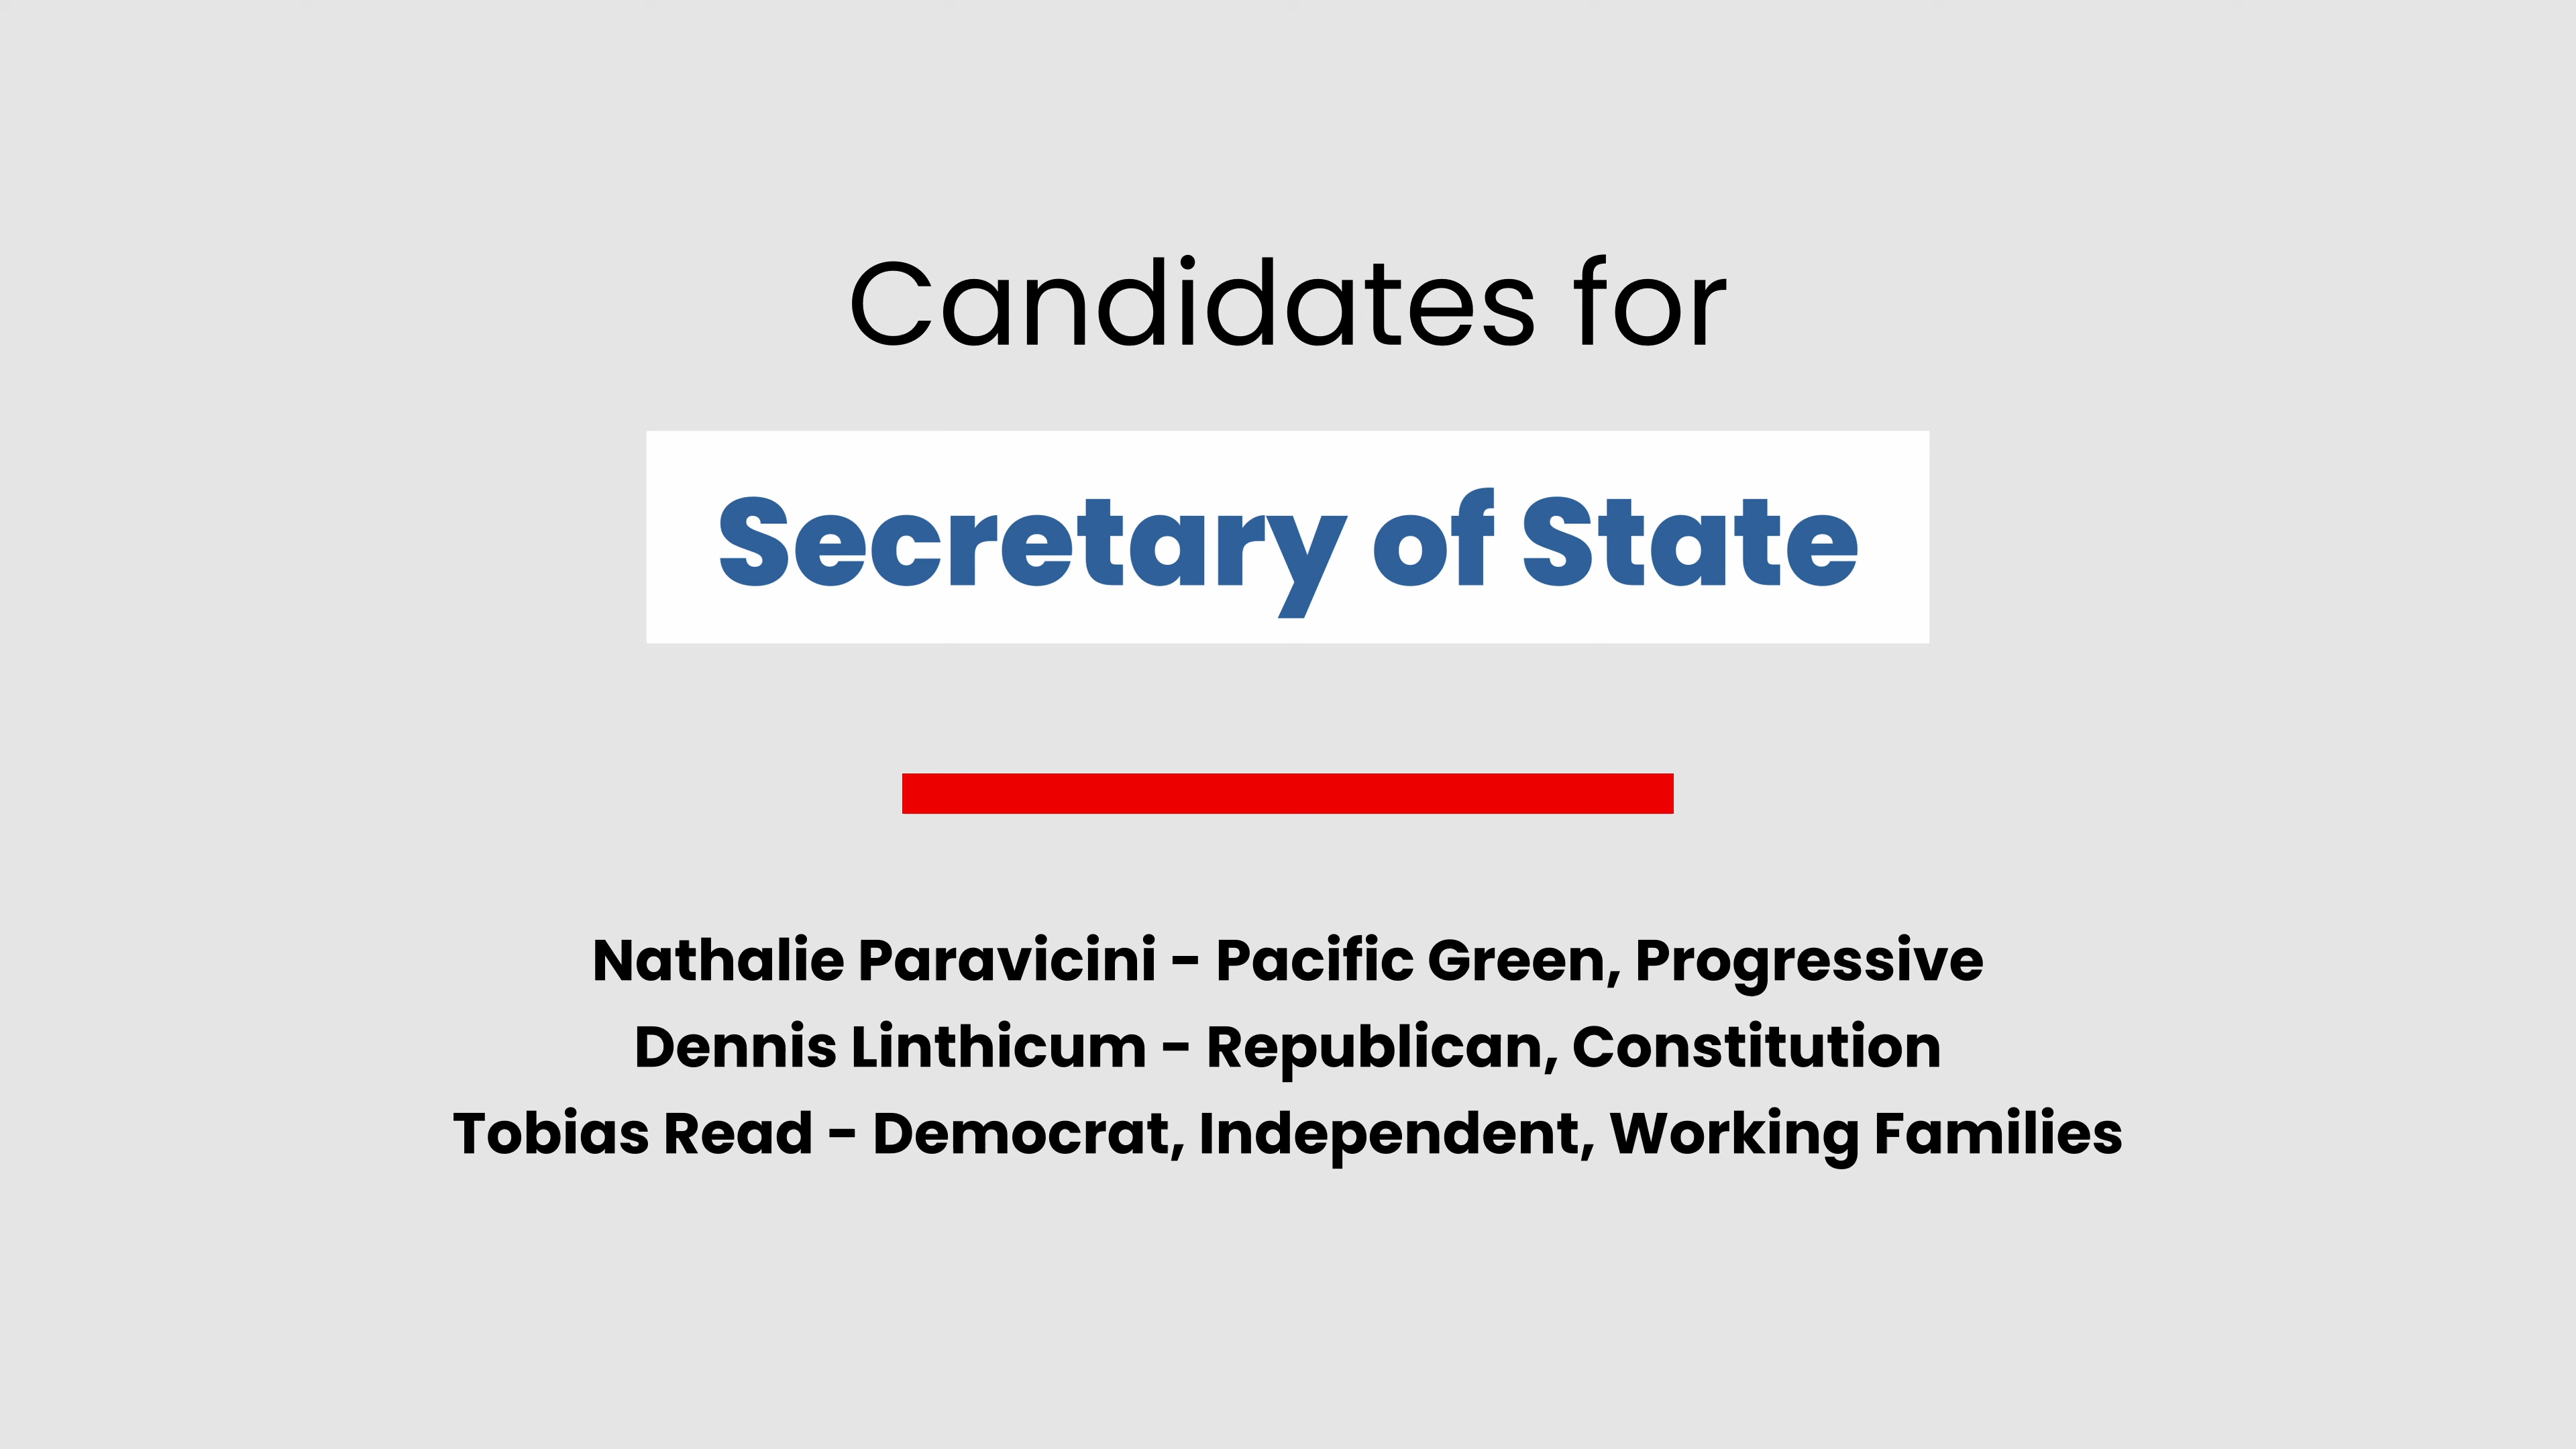 Candidates for
Secretary of State
Nathalie Paravicini - Pacific Green, Progressive
Dennis Linthicum - Republican, Constitution
Tobias Read - Democrat, Independent, Working Families